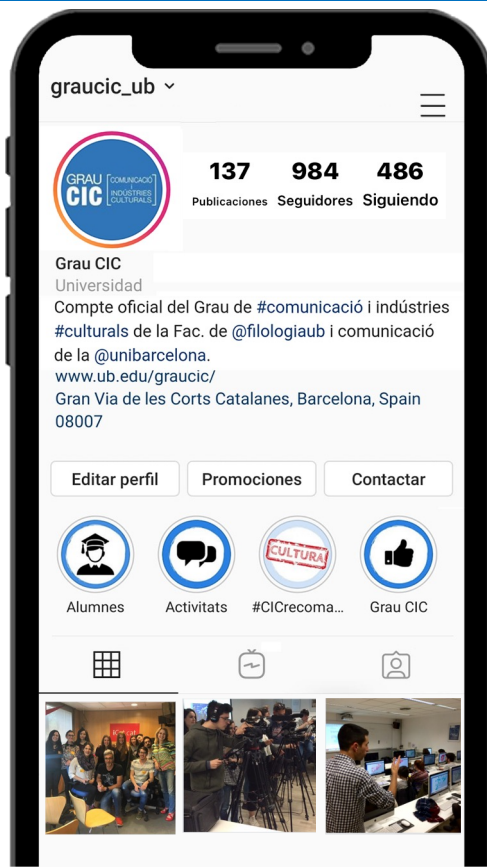 graucic_ub
GRAU
CIC
COMUNICACIÓ
I
INDÚSTRIES
CULTURALS
137 984 486
Publicaciones Seguidores Siguiendo
Grau CIC
Universidad
Compte oficial del Grau de #comunicació i indústries
#culturals de la Fac. de @filologiaub i comunicació
de la @unibarcelona.
www.ub.edu/graucic/
Gran Via de les Corts Catalanes, Barcelona, Spain
08007
Editar perfil Promociones Contactar
CULTURA
Alumnes Activitats #CICrecoma... Grau CIC
iCat.cat